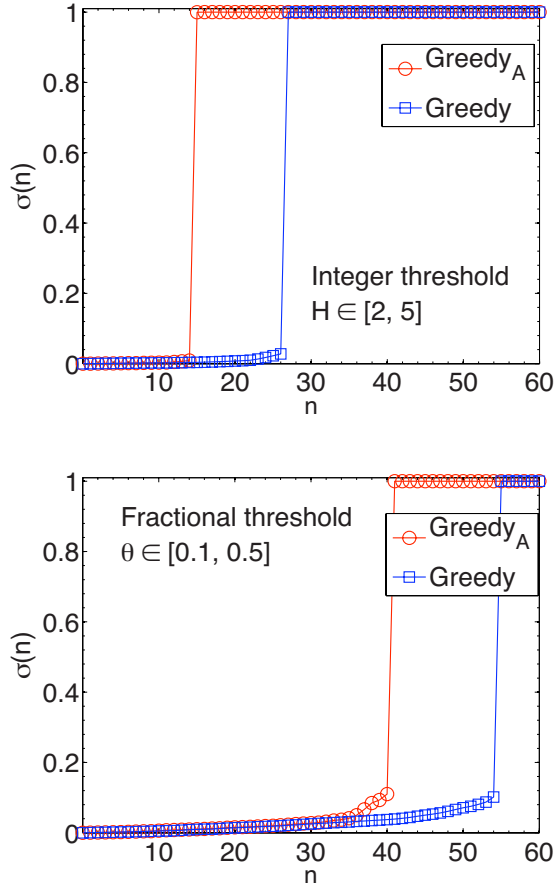 1
0.8
0.6
0.4
0.2
0
σ(n)
10 20 30 40 50 60
n
Greedy_A
Greedy
Integer threshold
H ∈ [2, 5]
1
0.8
0.6
0.4
0.2
0
σ(n)
10 20 30 40 50 60
n
Fractional threshold
θ ∈ [0.1, 0.5]
Greedy_A
Greedy